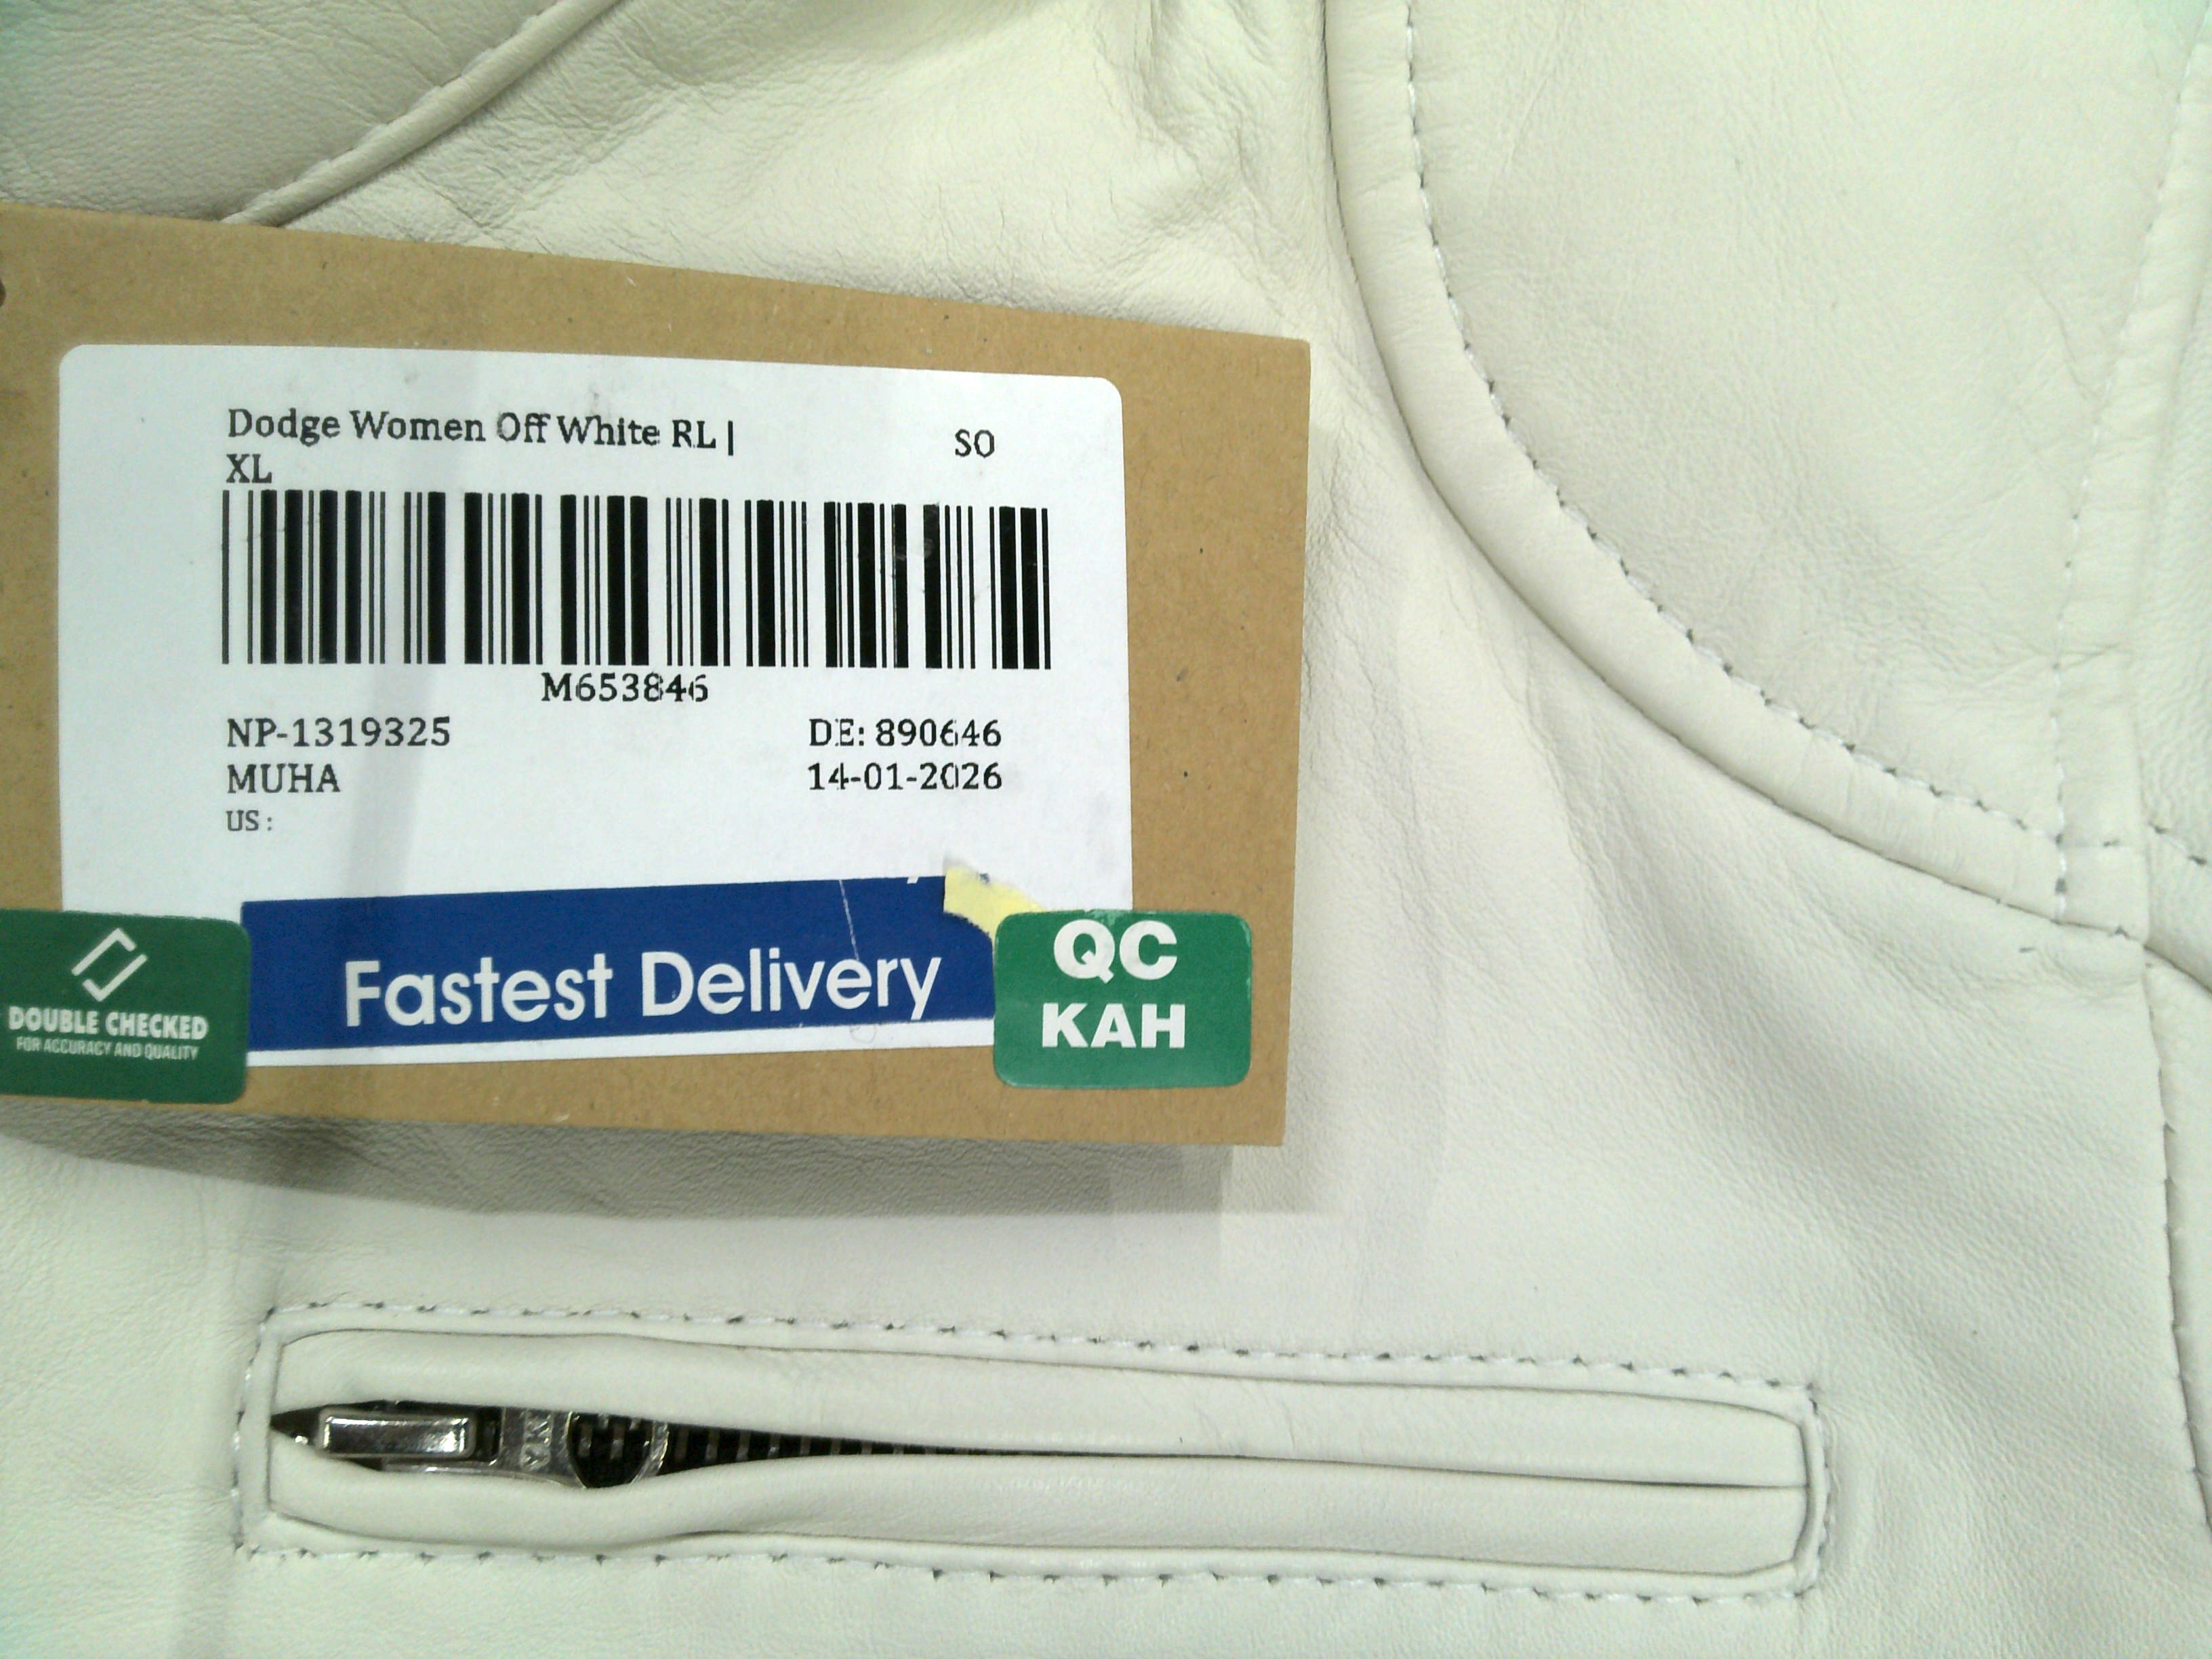 Dodge Women Off White RL |
XL
SO
M653846
NP-1319325
DE: 890646
MUHA
14-01-2026
US :
Fastest Delivery
DOUBLE CHECKED
FOR ACCURACY AND QUALITY
QC
KAH